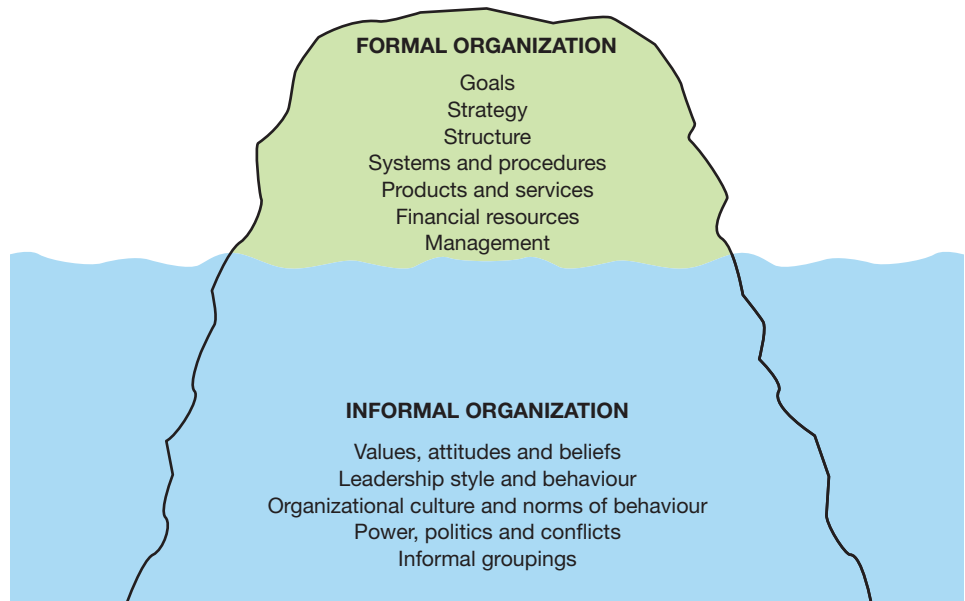 FORMAL ORGANIZATION
Goals
Strategy
Structure
Systems and procedures
Products and services
Financial resources
Management
INFORMAL ORGANIZATION
Values, attitudes and beliefs
Leadership style and behaviour
Organizational culture and norms of behaviour
Power, politics and conflicts
Informal groupings